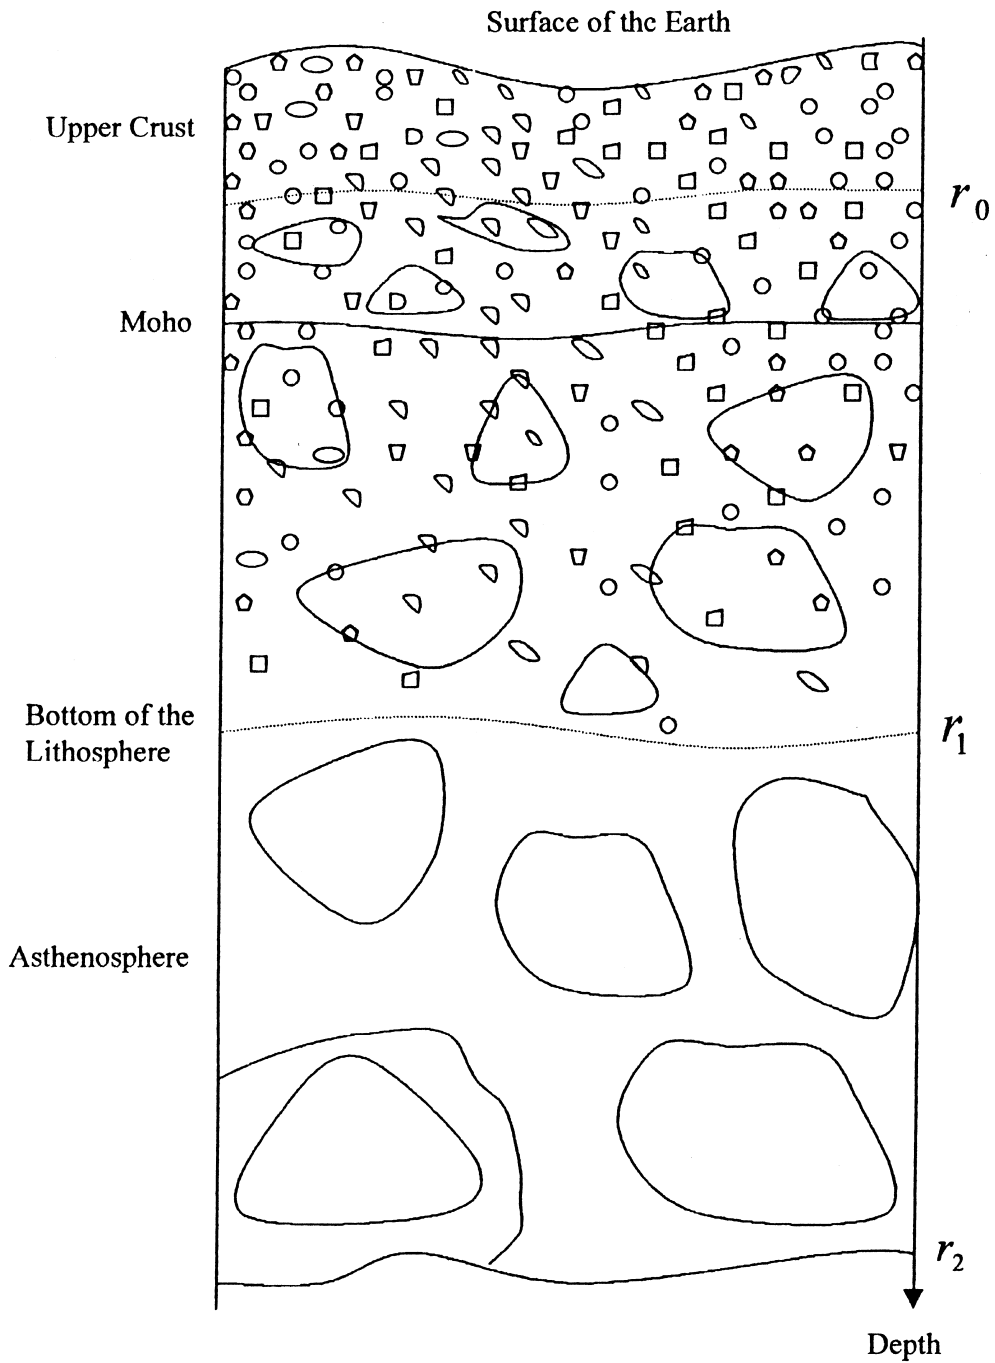 Surface of thc Earth
Upper Crust
r0
Moho
Bottom of the
Lithosphere
r1
Asthenosphere
r2
Depth